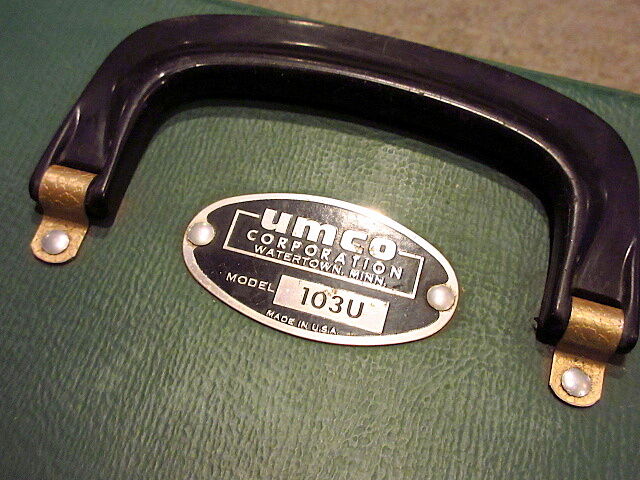 umco
CORPORATION
WATERTOWN, MINN.
MODEL 103U
MADE IN U.S.A.